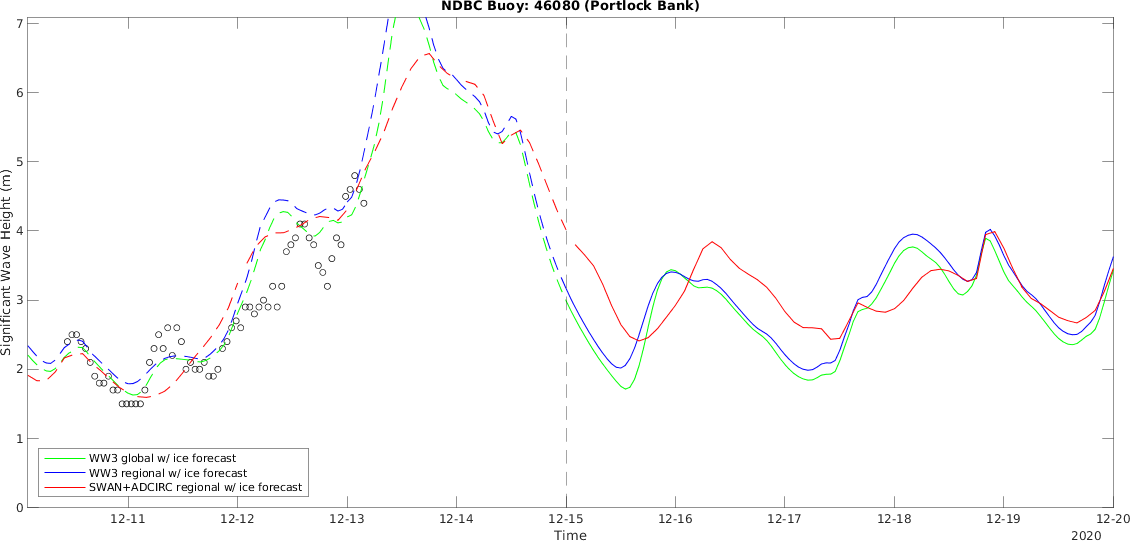 NDBC Buoy: 46080 (Portlock Bank)
7
6
5
4
3
2
1
0
Significant Wave Height (m)
WW3 global w/ ice forecast
WW3 regional w/ ice forecast
SWAN+ADCIRC regional w/ ice forecast
12-11 12-12 12-13 12-14 12-15 12-16 12-17 12-18 12-19 12-20
Time
2020